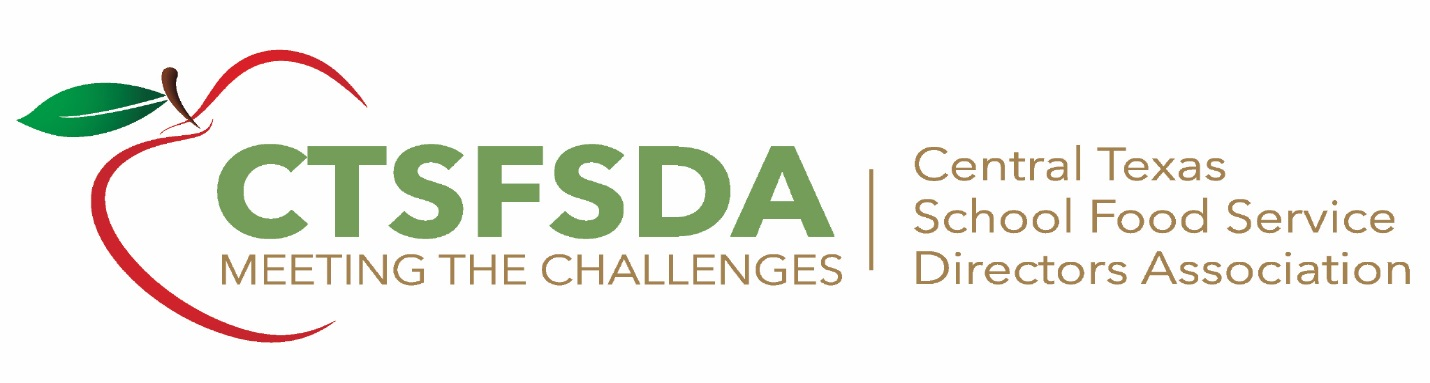 CTSFSDA
MEETING THE CHALLENGES
Central Texas
School Food Service
Directors Association